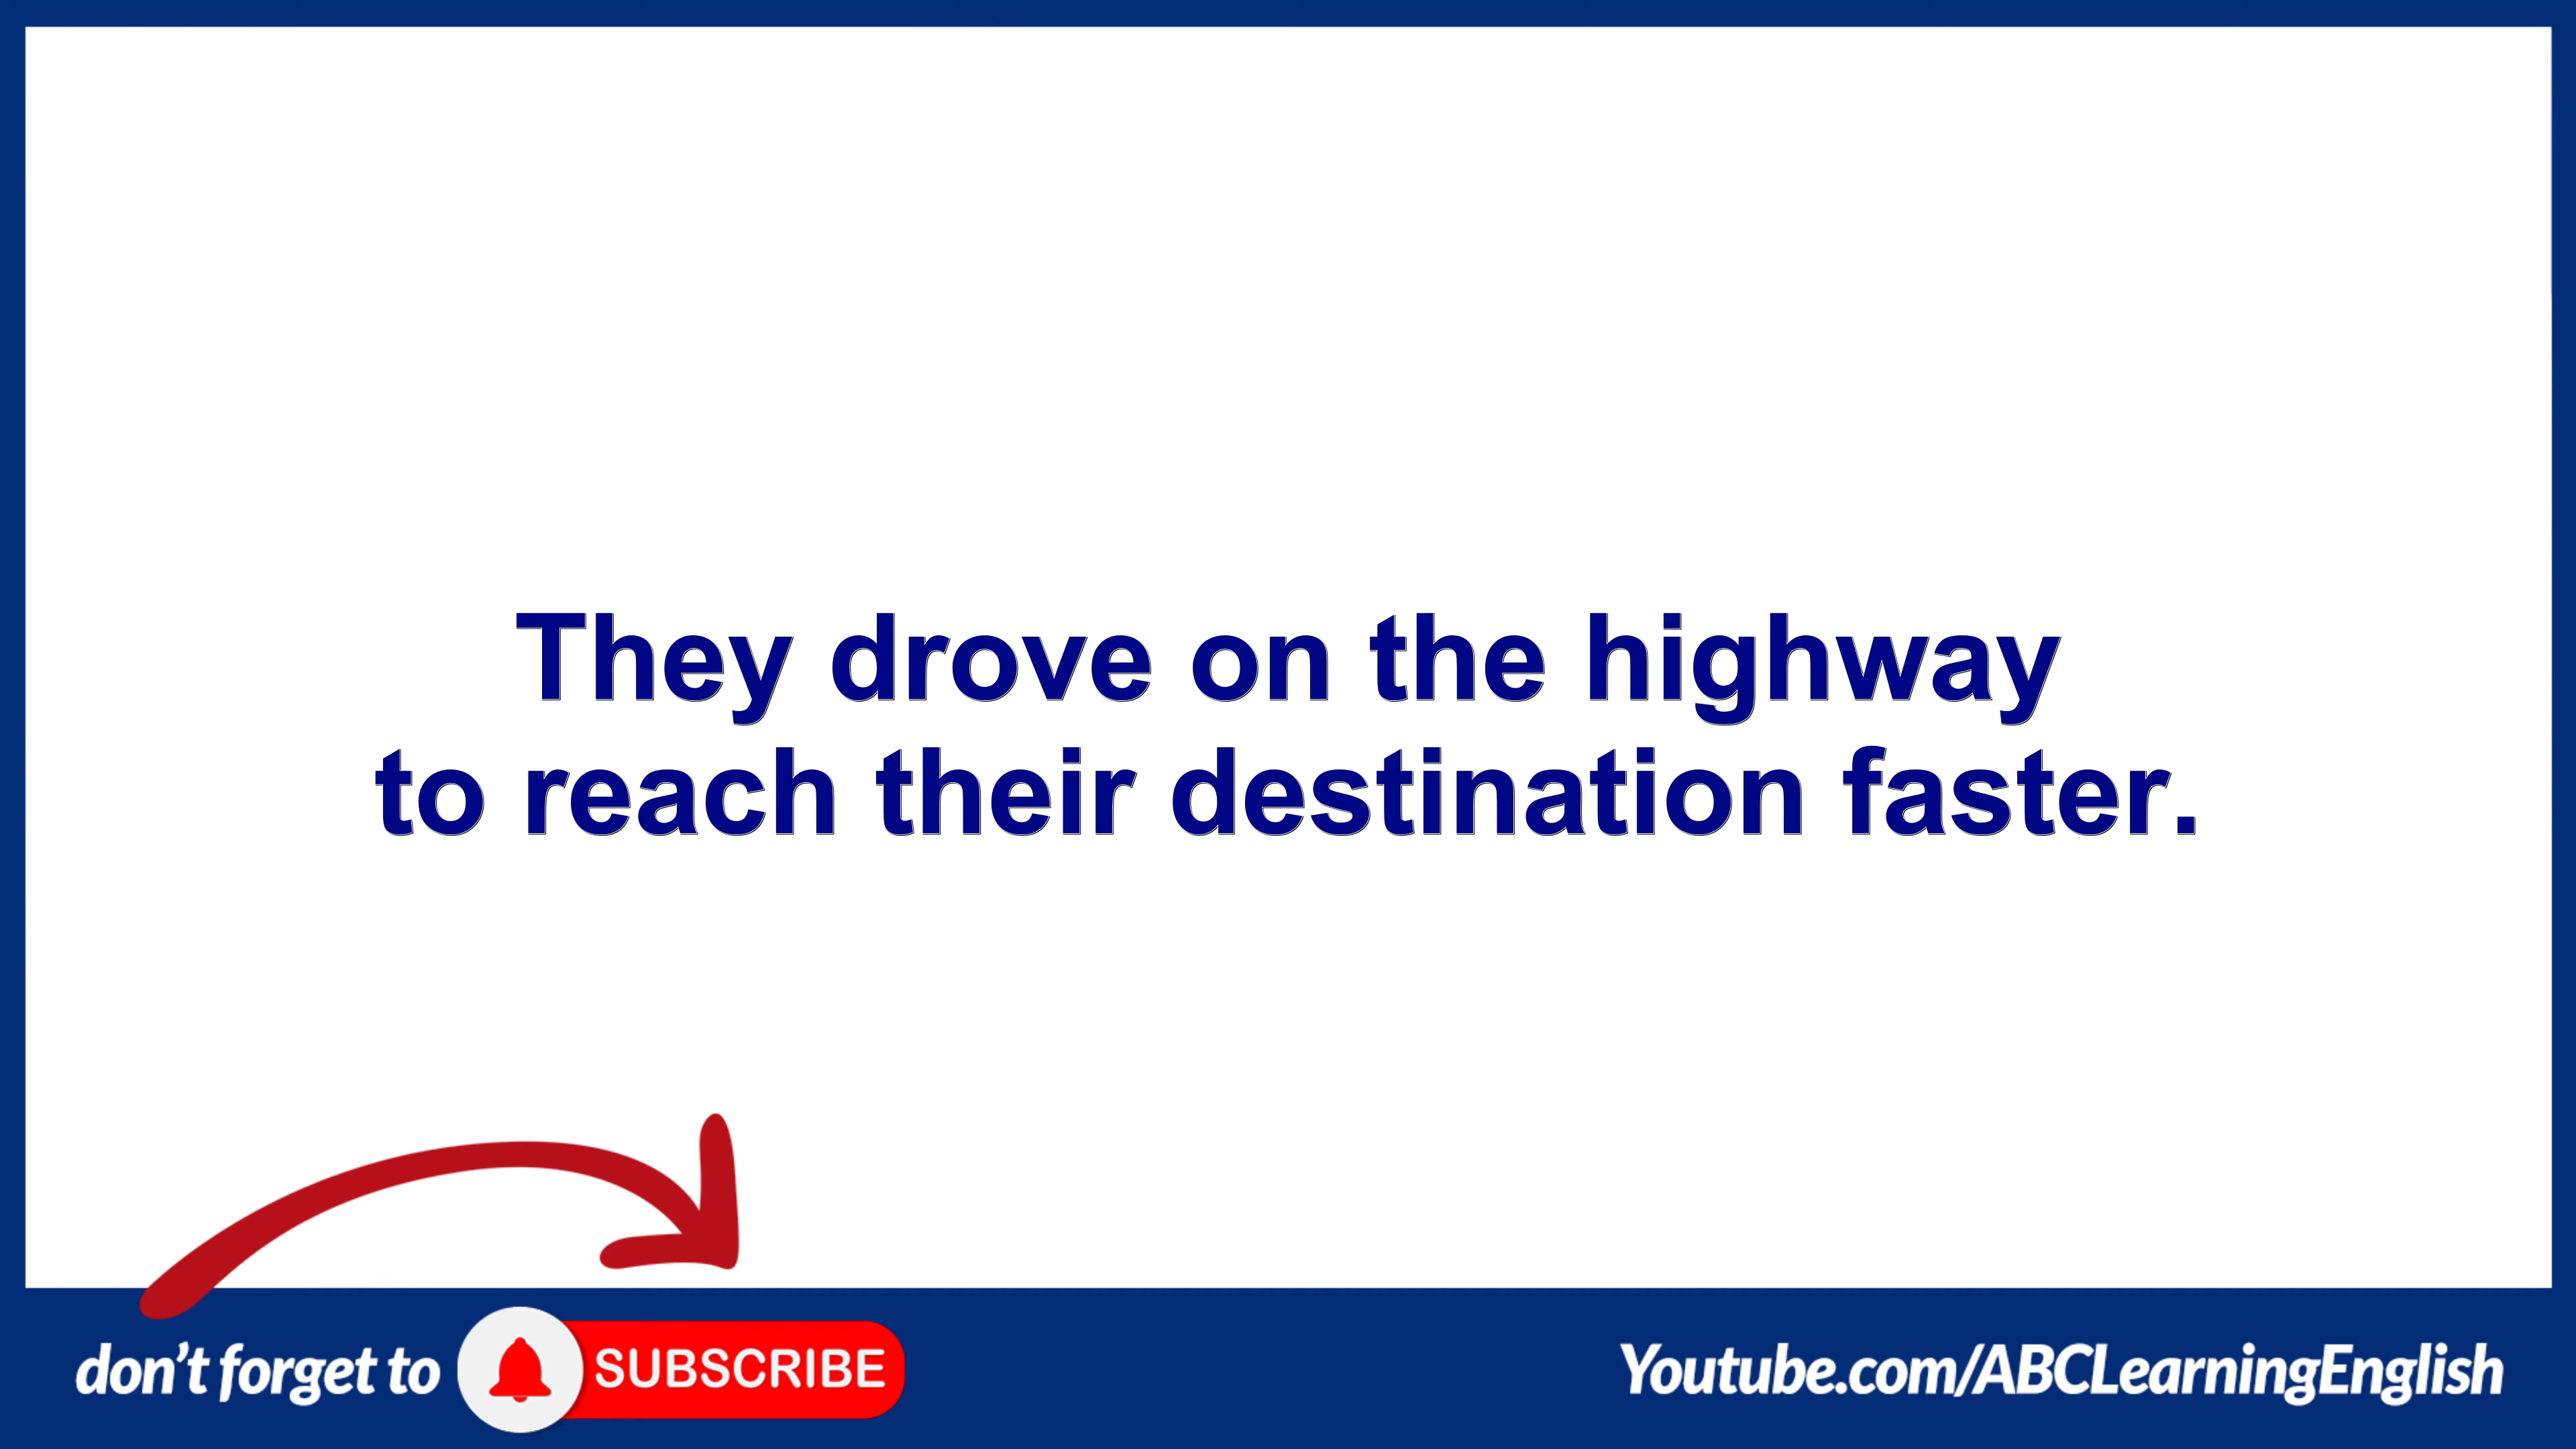 They drove on the highway
to reach their destination faster.
don't forget to SUBSCRIBE
Youtube.com/ABCLearningEnglish